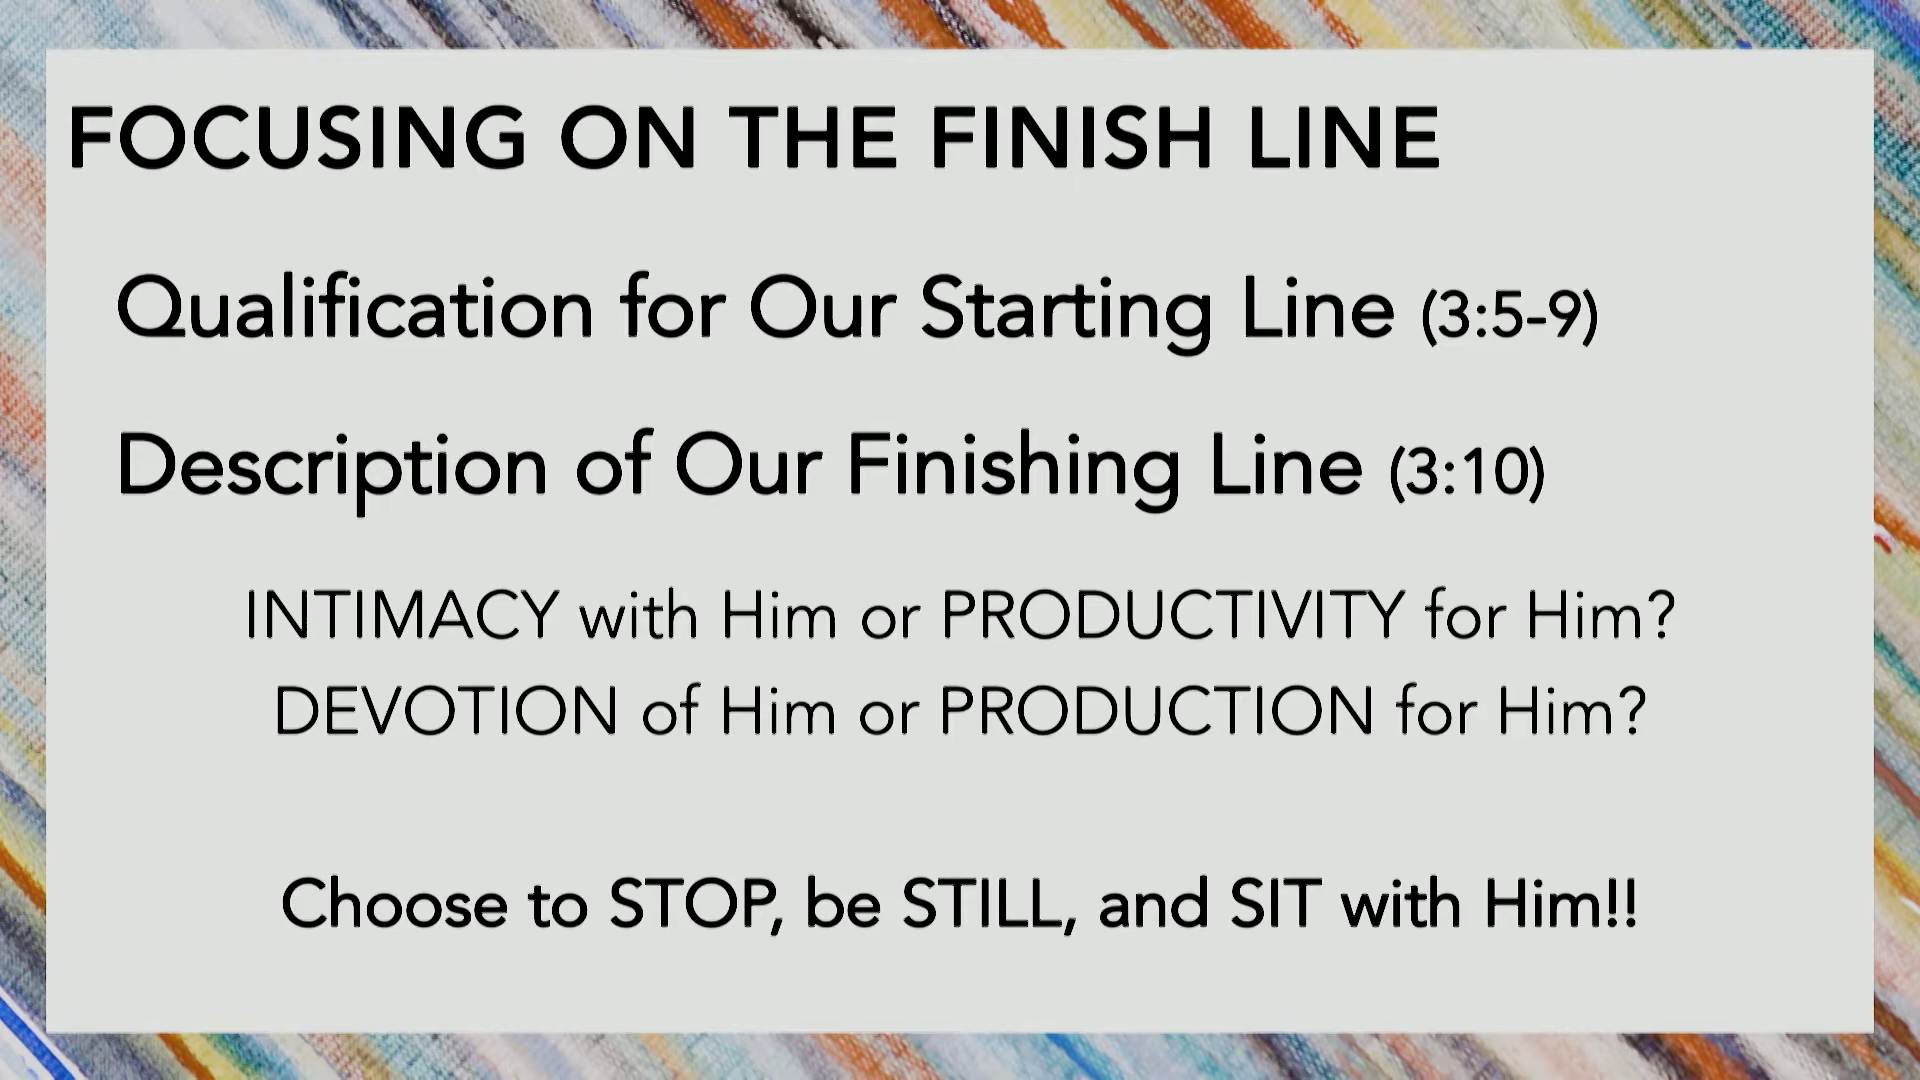 FOCUSING ON THE FINISH LINE
Qualification for Our Starting Line (3:5-9)
Description of Our Finishing Line (3:10)
INTIMACY with Him or PRODUCTIVITY for Him?
DEVOTION of Him or PRODUCTION for Him?
Choose to STOP, be STILL, and SIT with Him!!